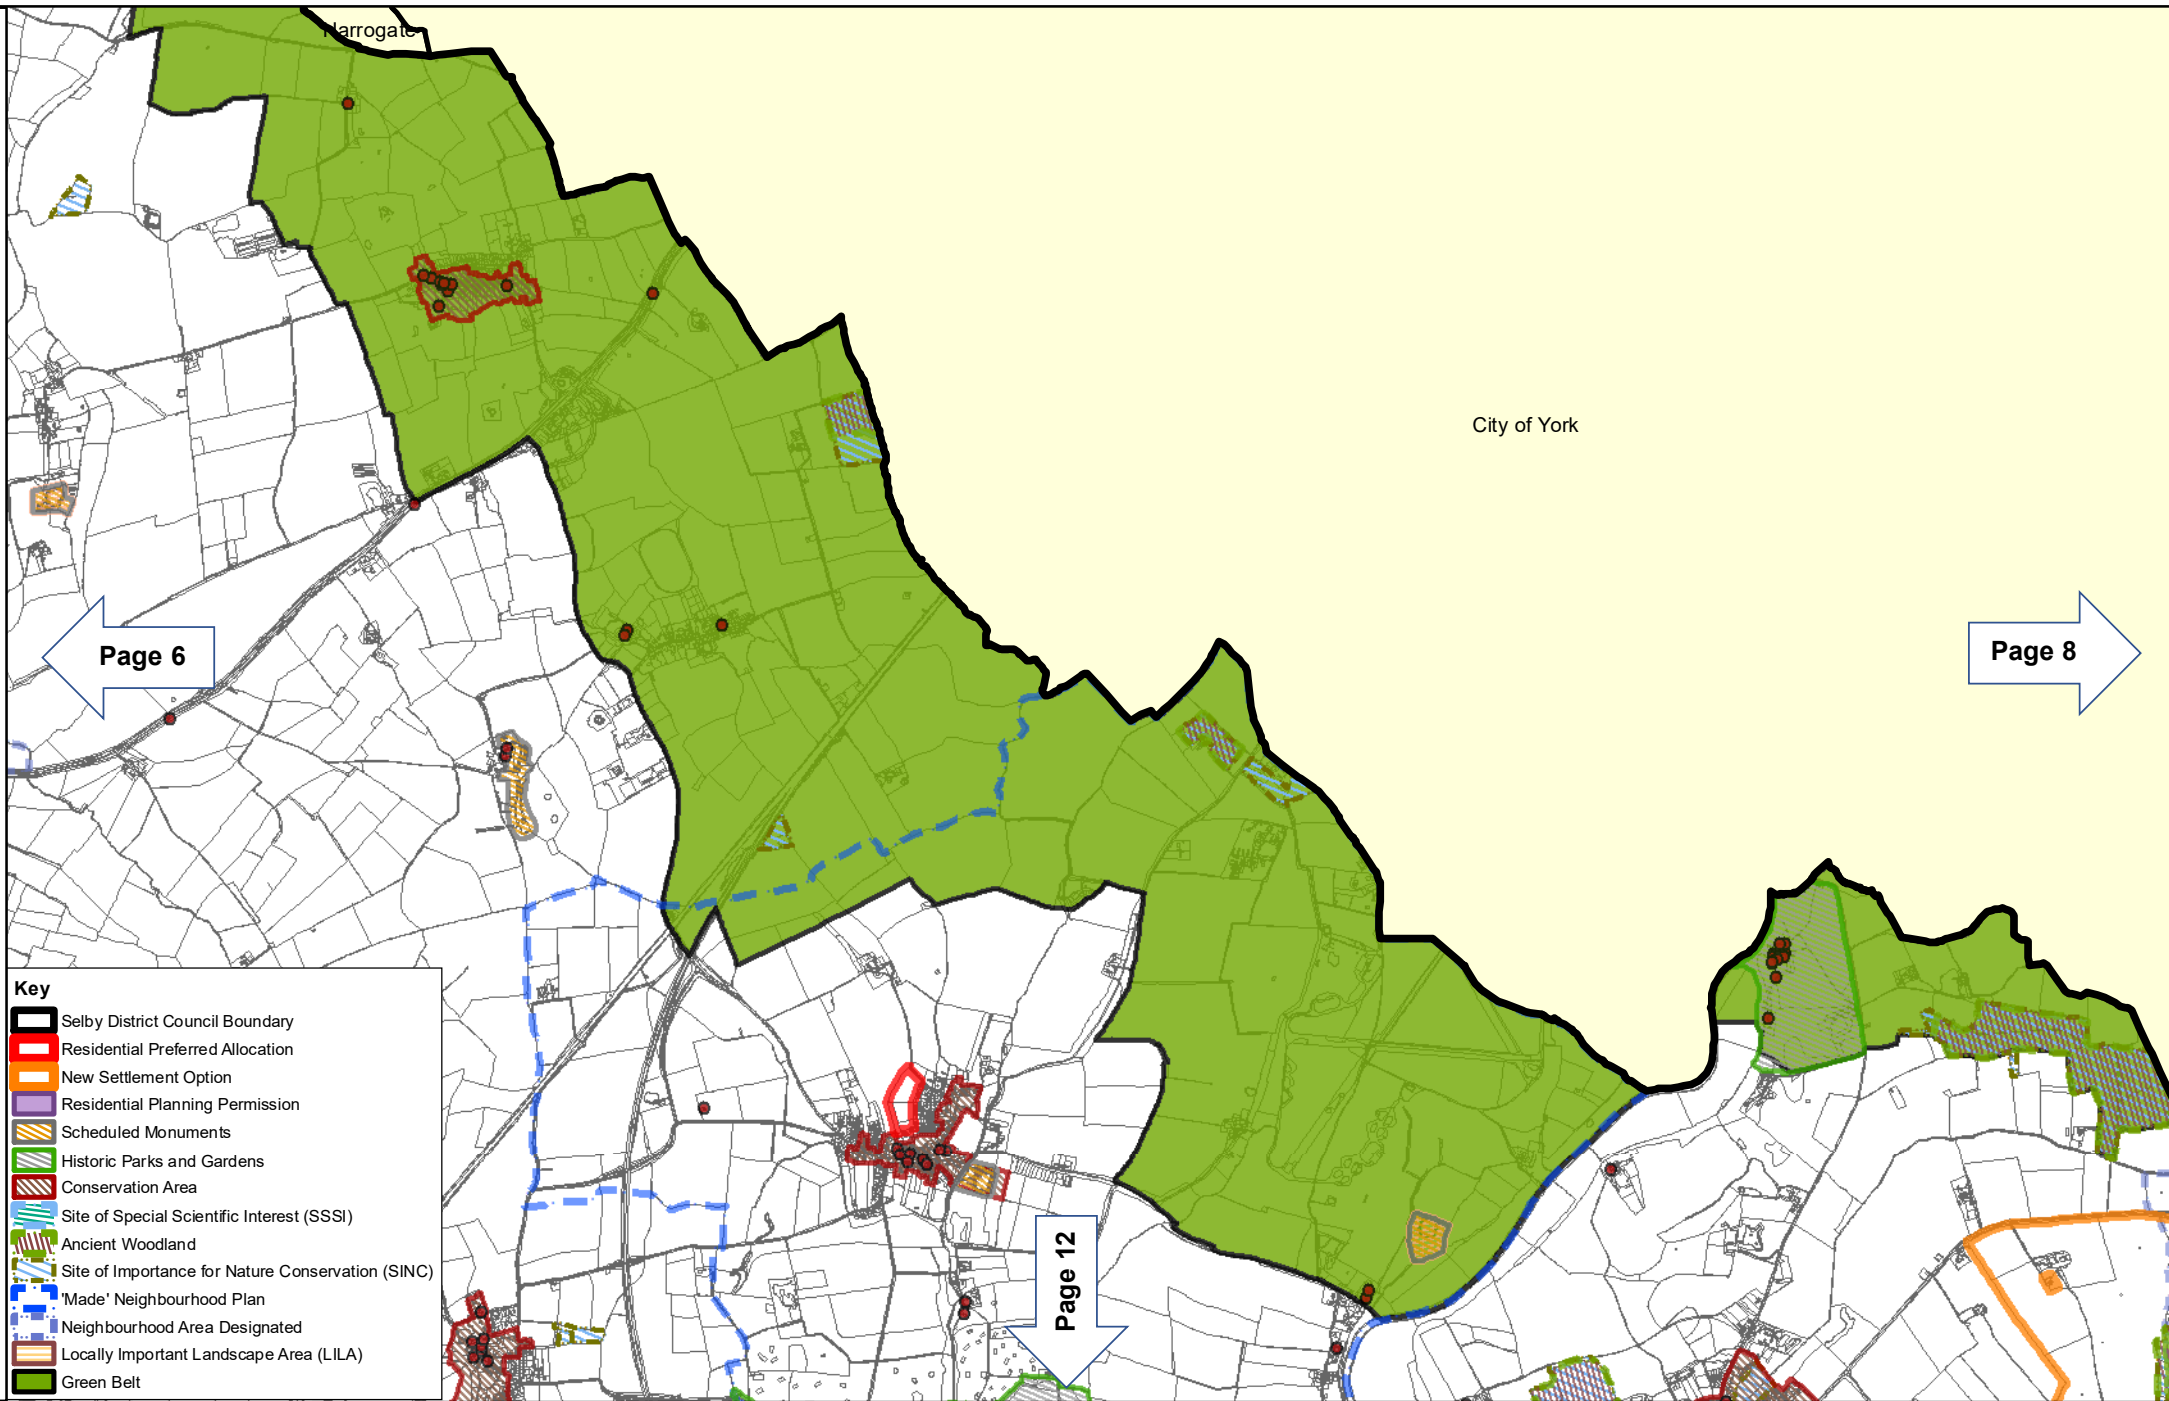 Harrogate
City of York
Page 6
Page 8
Page 12
Key
Selby District Council Boundary
Residential Preferred Allocation
New Settlement Option
Residential Planning Permission
Scheduled Monuments
Historic Parks and Gardens
Conservation Area
Site of Special Scientific Interest (SSSI)
Ancient Woodland
Site of Importance for Nature Conservation (SINC)
'Made' Neighbourhood Plan
Neighbourhood Area Designated
Locally Important Landscape Area (LILA)
Green Belt